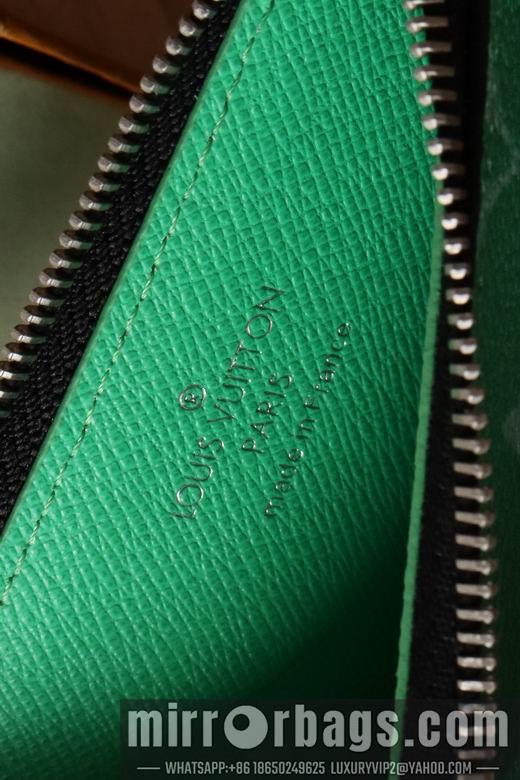 ®
LOUIS VUITTON
PARIS
made in France
mirrorbags.com
WHATSAPP:+86 18650249625 LUXURYVIP2@YAHOO.COM